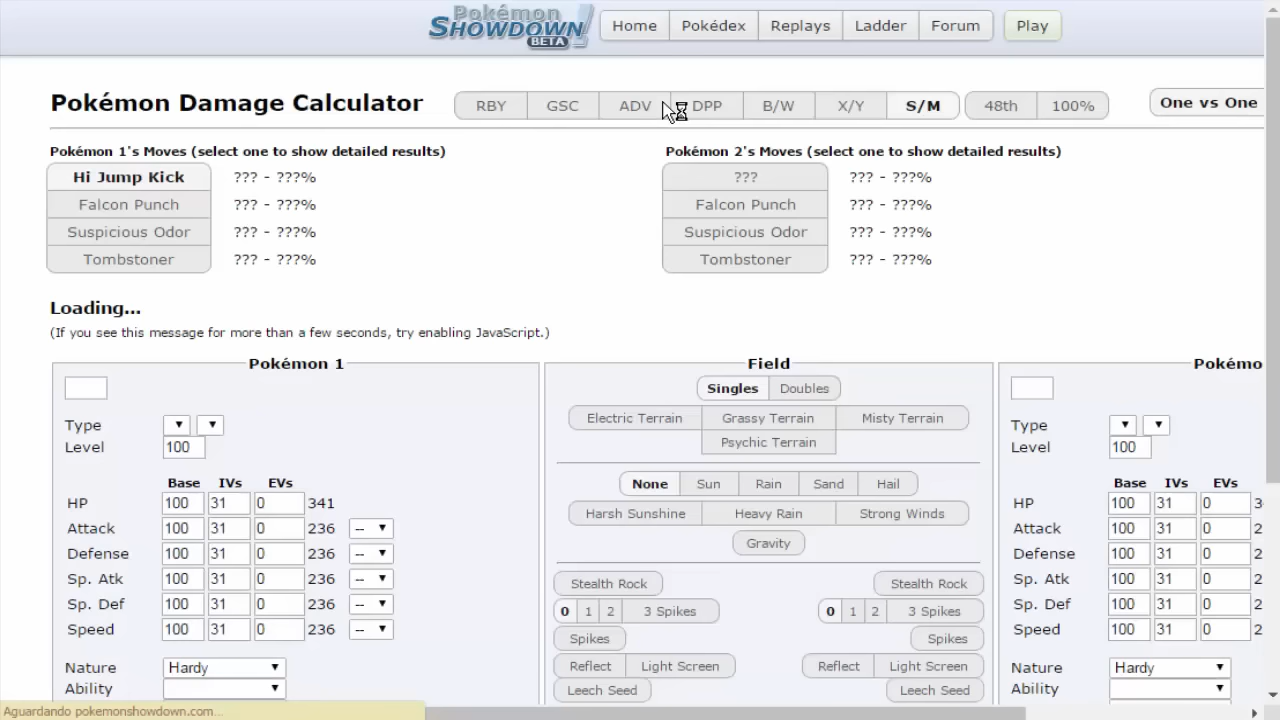 Pokémon
SHOWDOWN!
BETA
Home Pokédex Replays Ladder Forum Play
Pokémon Damage Calculator RBY GSC ADV DPP B/W X/Y S/M 48th 100% One vs One
Pokémon 1's Moves (select one to show detailed results) Pokémon 2's Moves (select one to show detailed results)
Hi Jump Kick ??? - ???% ??? ??? - ???%
Falcon Punch ??? - ???% Falcon Punch ??? - ???%
Suspicious Odor ??? - ???% Suspicious Odor ??? - ???%
Tombstoner ??? - ???% Tombstoner ??? - ???%
Loading...
(If you see this message for more than a few seconds, try enabling JavaScript.)
Pokémon 1 Field Pokémo
Singles Doubles
Type Electric Terrain Grassy Terrain Misty Terrain Type
Level 100 Psychic Terrain Level 100
Base IVs EVs None Sun Rain Sand Hail Base IVs EVs
HP 100 31 0 341 HP 100 31 0 3
Harsh Sunshine Heavy Rain Strong Winds
Attack 100 31 0 236 -- Attack 100 31 0 2
Defense 100 31 0 236 -- Gravity Defense 100 31 0 2
Sp. Atk 100 31 0 236 -- Stealth Rock Stealth Rock Sp. Atk 100 31 0 2
Sp. Def 100 31 0 236 -- 0 1 2 3 Spikes 0 1 2 3 Spikes Sp. Def 100 31 0 2
Speed 100 31 0 236 -- Spikes Spikes Speed 100 31 0 2
Nature Hardy Reflect Light Screen Reflect Light Screen Nature Hardy
Ability Leech Seed Leech Seed Ability
Aguardando pokemonshowdown.com...